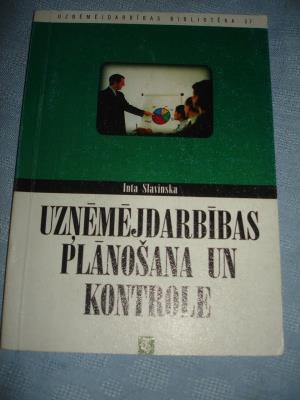 UZŅĒMĒJDARBĪBAS BIBLIOTĒKA 37
Inta Slavinska
UZŅĒMĒJDARBĪBAS
PLĀNOŠANA UN
KONTROLE